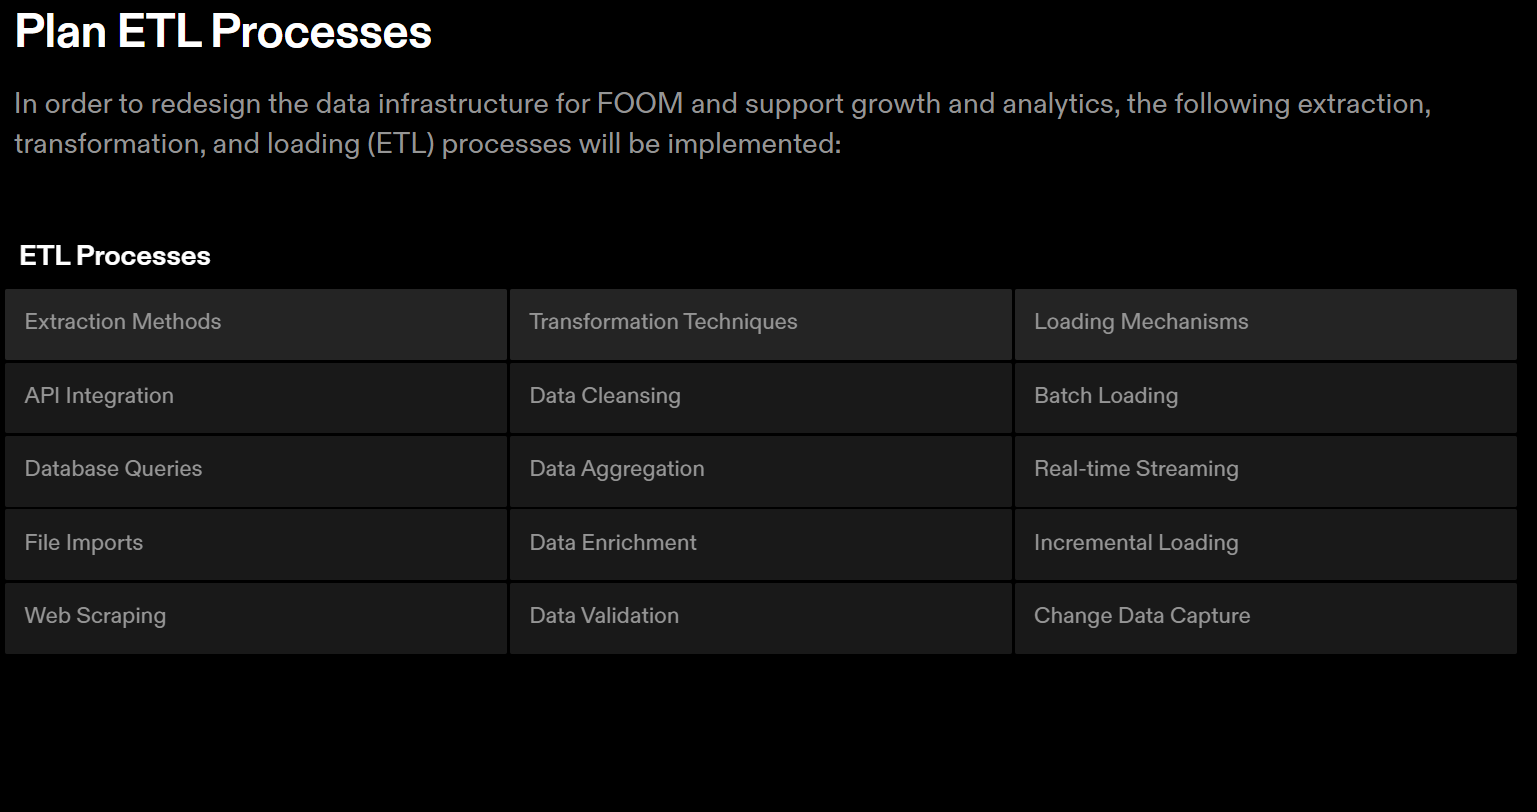 Plan ETL Processes
In order to redesign the data infrastructure for FOOM and support growth and analytics, the following extraction,
transformation, and loading (ETL) processes will be implemented:
ETL Processes
Extraction Methods Transformation Techniques Loading Mechanisms
API Integration Data Cleansing Batch Loading
Database Queries Data Aggregation Real-time Streaming
File Imports Data Enrichment Incremental Loading
Web Scraping Data Validation Change Data Capture